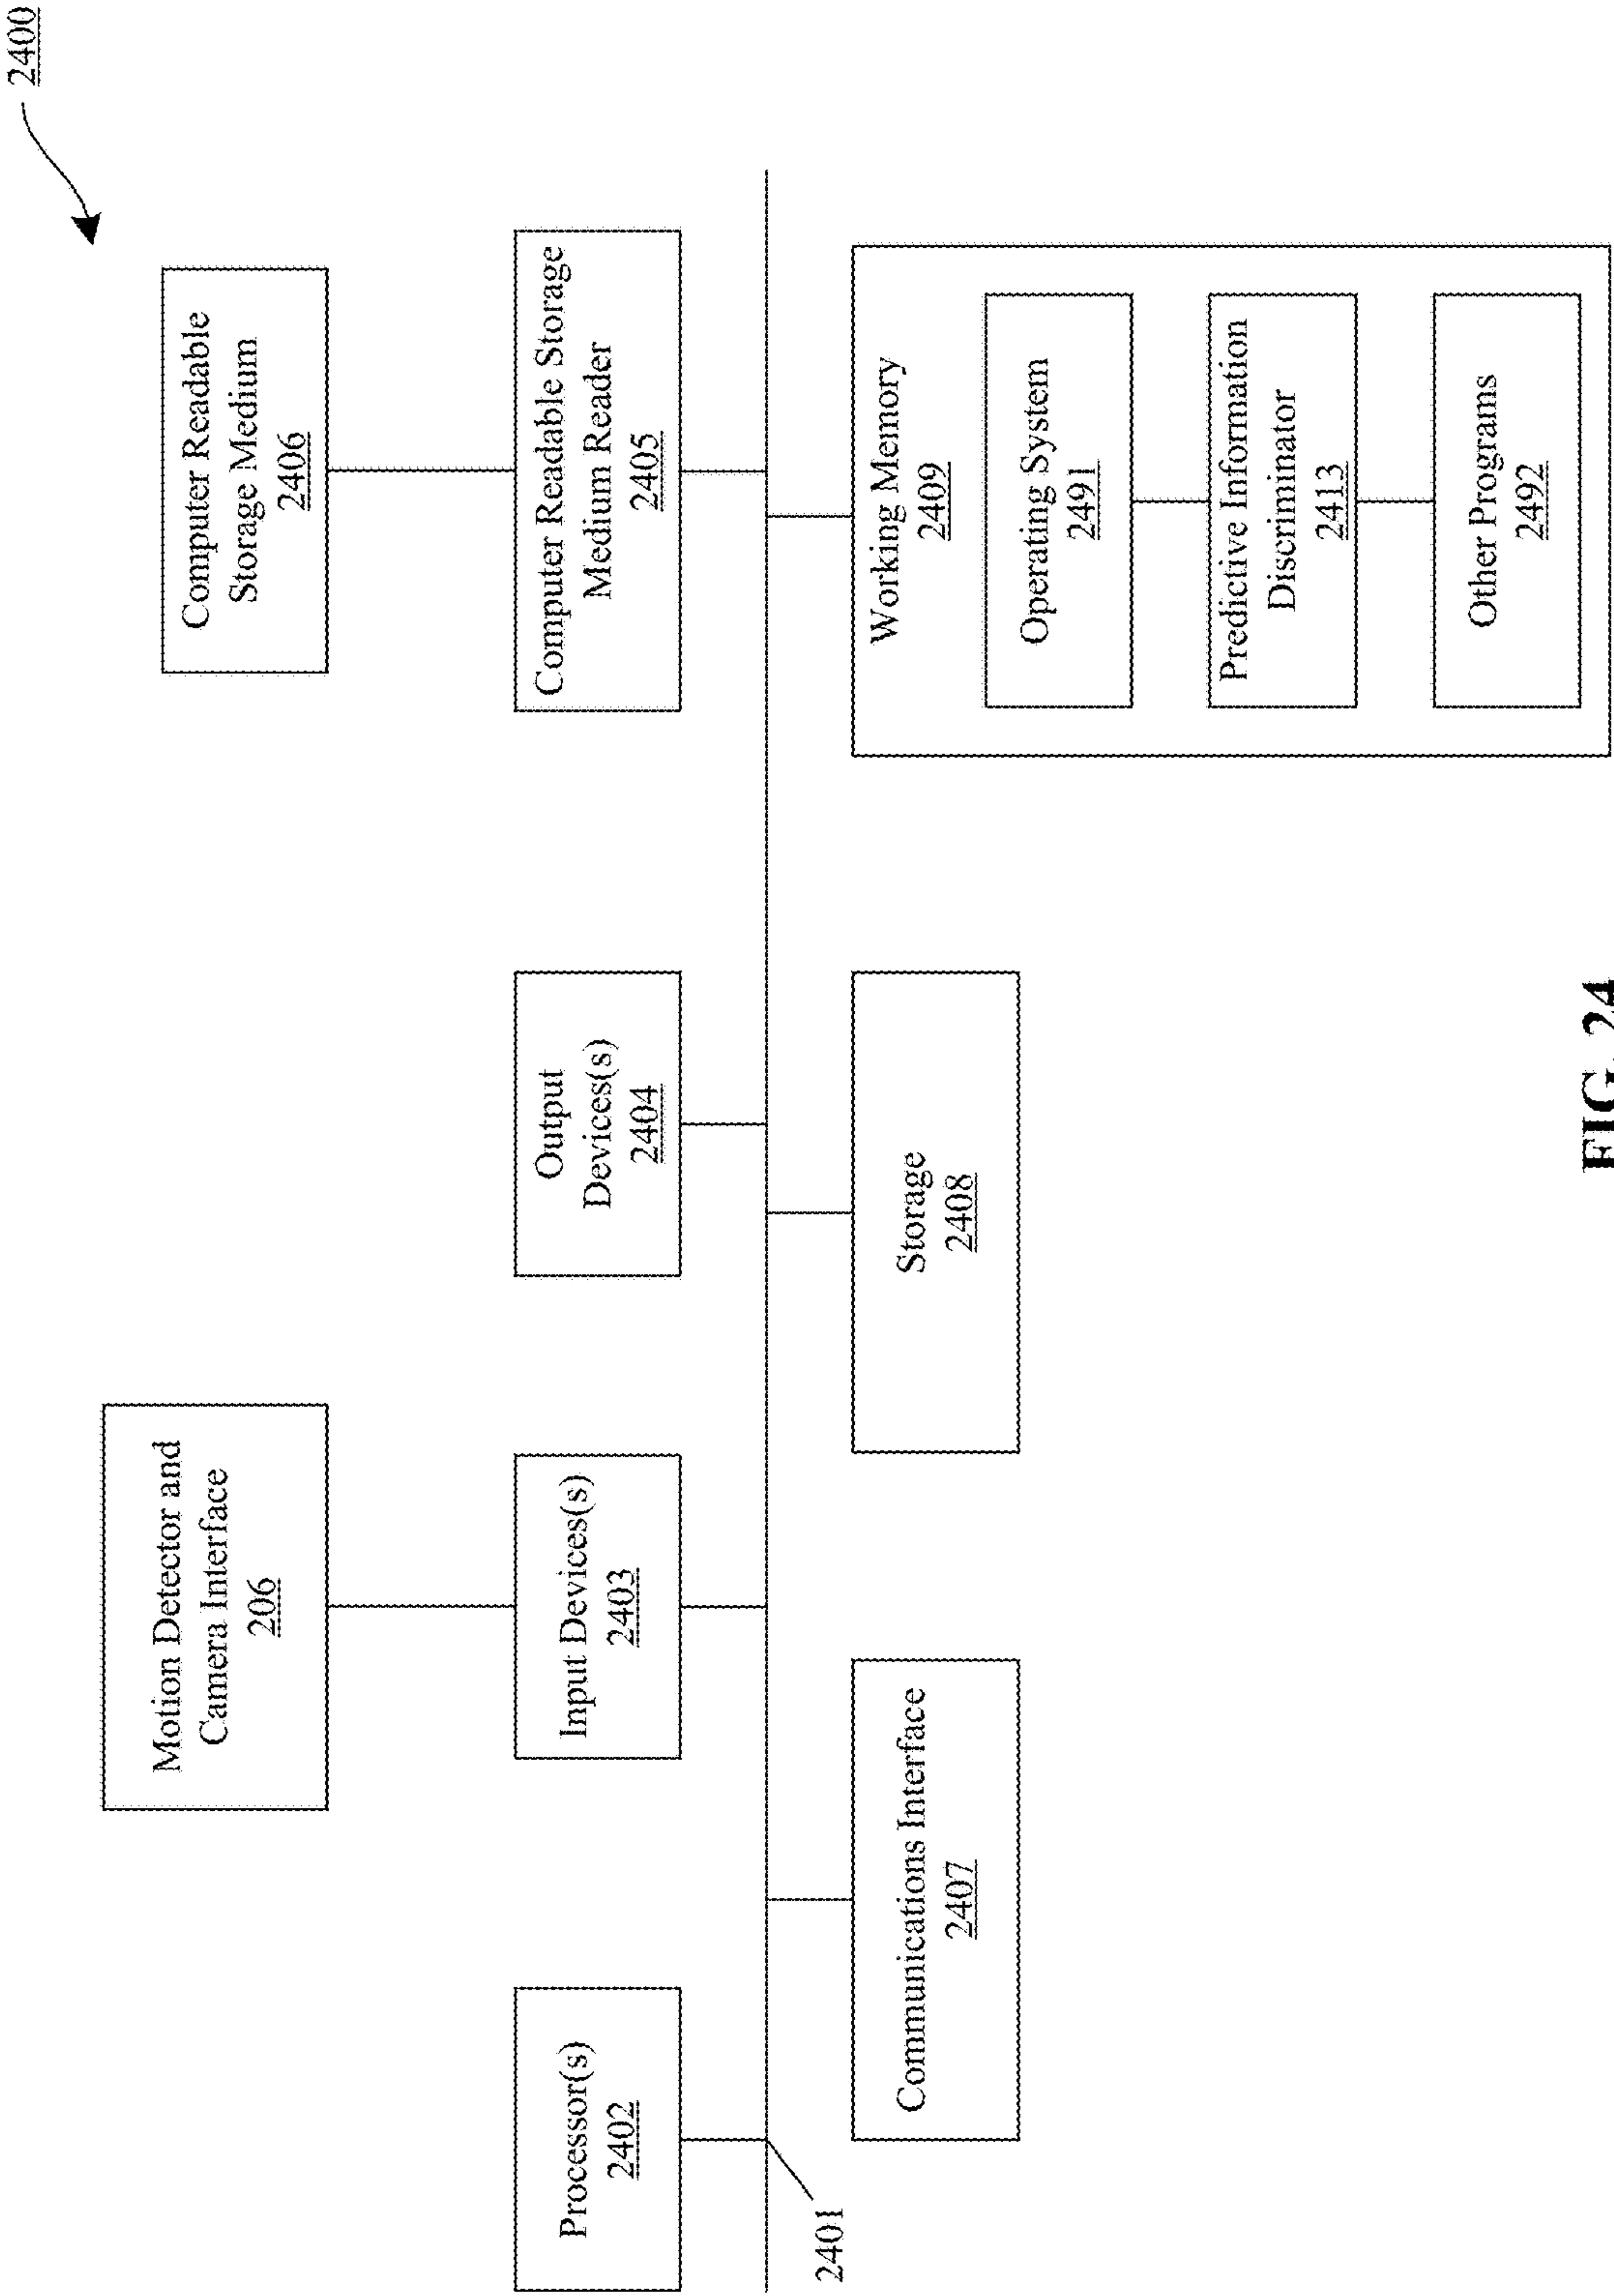 2400
Motion Detector and
Camera Interface
206
Computer Readable
Storage Medium
2406
Processor(s)
2402
Input Devices(s)
2403
Output
Devices(s)
2404
Computer Readable Storage
Medium Reader
2405
2401
Communications Interface
2407
Storage
2408
Working Memory
2409
Operating System
2491
Predictive Information
Discriminator
2413
Other Programs
2492
FIG. 24